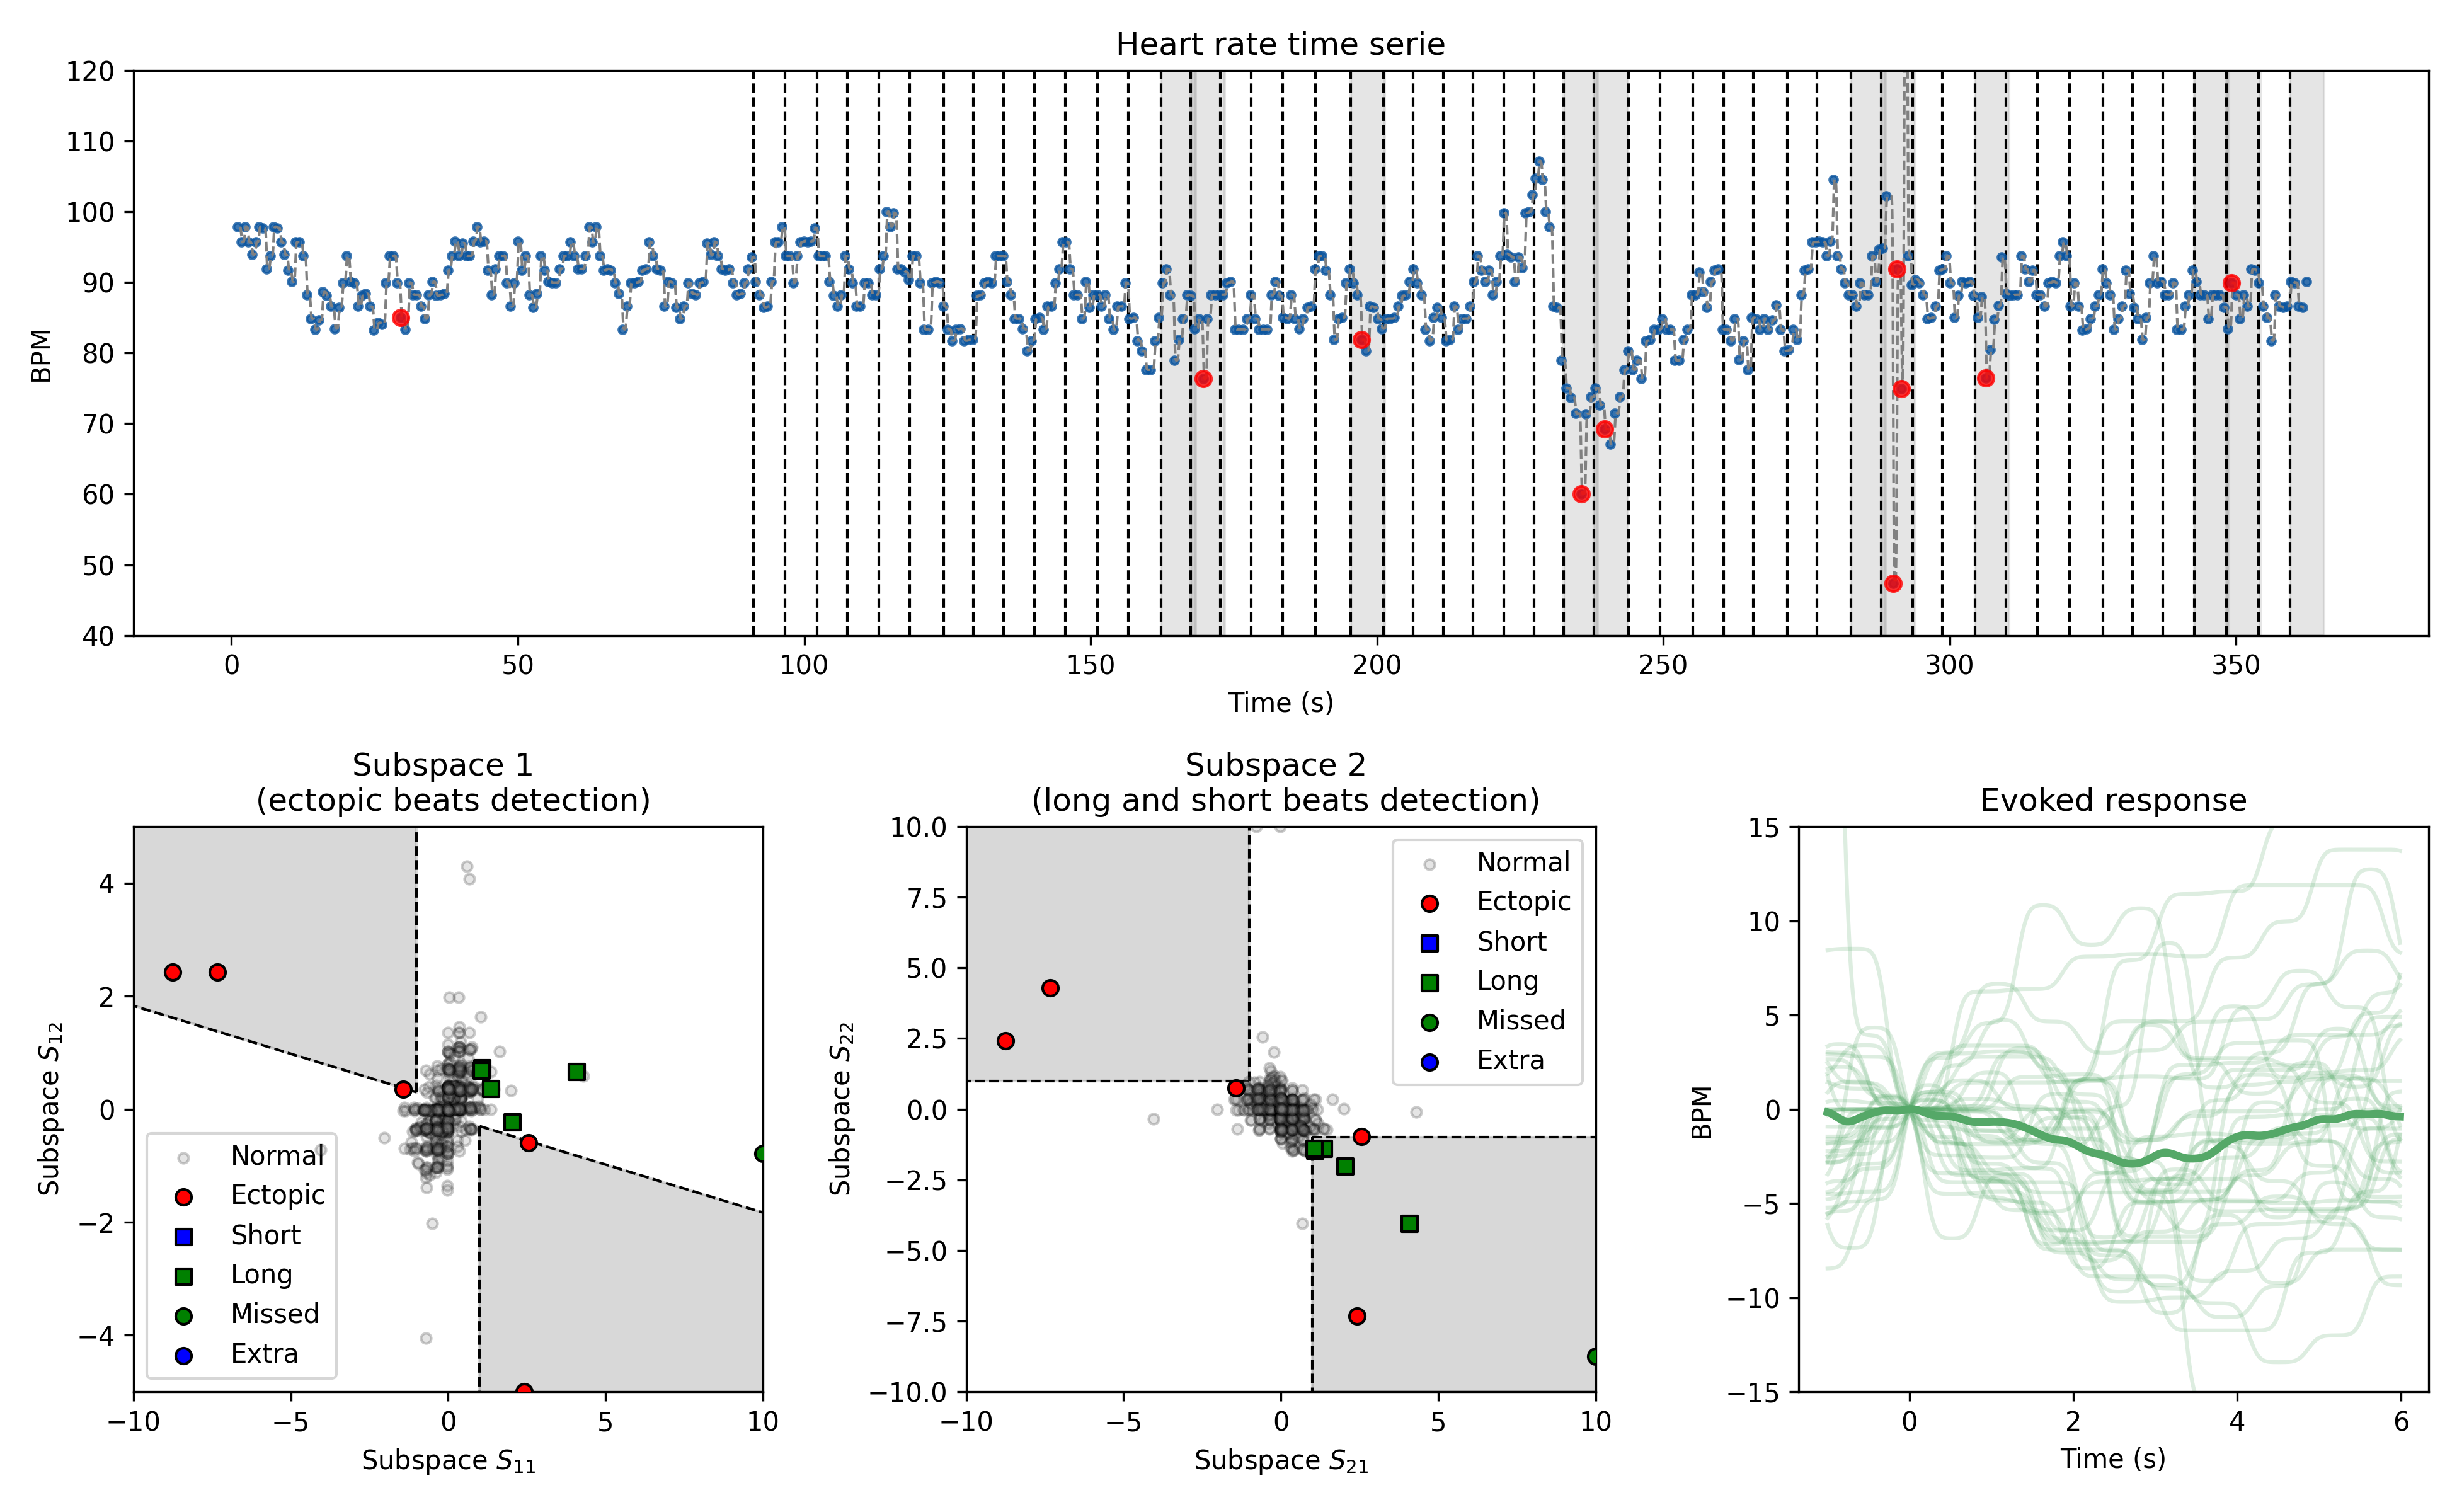 Heart rate time serie
120
110
100
90
80
70
60
50
40
BPM
0 50 100 150 200 250 300 350
Time (s)
Subspace 1
(ectopic beats detection)
4
2
0
−2
−4
Subspace S12
Normal
Ectopic
Short
Long
Missed
Extra
−10 −5 0 5 10
Subspace S11
Subspace 2
(long and short beats detection)
10.0
7.5
5.0
2.5
0.0
−2.5
−5.0
−7.5
−10.0
Subspace S22
Normal
Ectopic
Short
Long
Missed
Extra
−10 −5 0 5 10
Subspace S21
Evoked response
15
10
5
0
−5
−10
−15
BPM
0 2 4 6
Time (s)